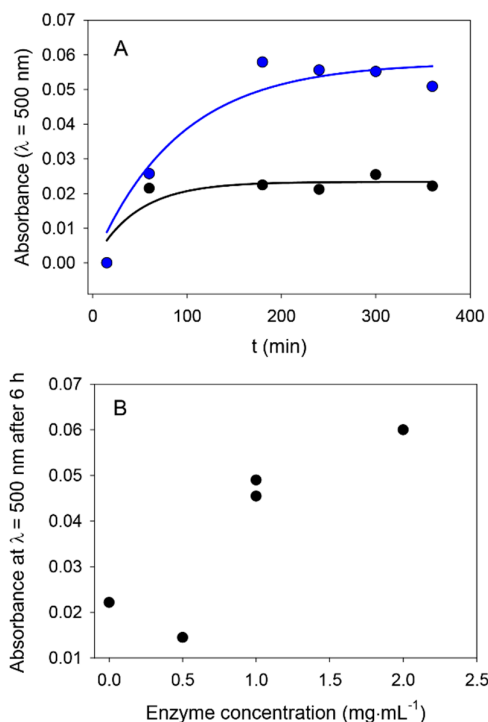 A
Absorbance (λ = 500 nm)
0.07
0.06
0.05
0.04
0.03
0.02
0.01
0.00
0 100 200 300 400
t (min)
B
Absorbance at λ = 500 nm after 6 h
0.07
0.06
0.05
0.04
0.03
0.02
0.01
0.0 0.5 1.0 1.5 2.0 2.5
Enzyme concentration (mg·mL⁻¹)